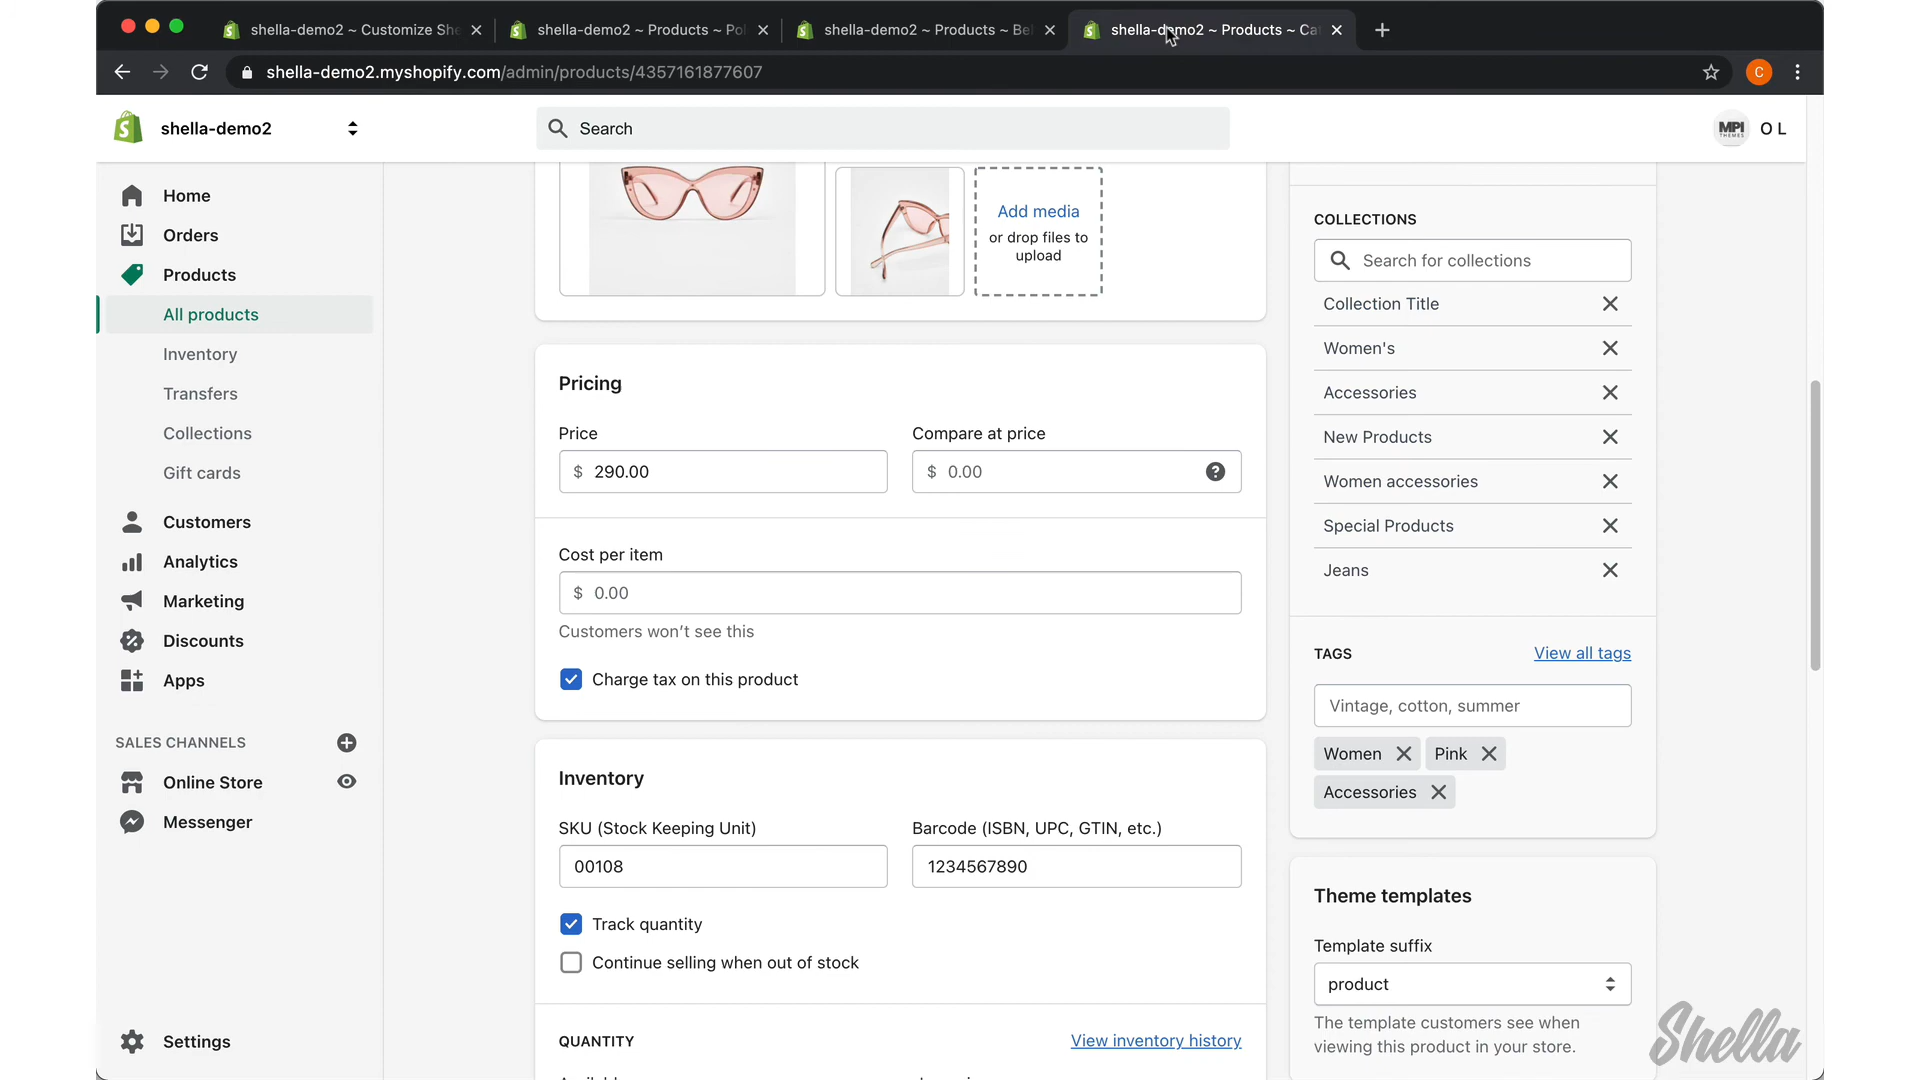 shella-demo2 ~ Customize She
shella-demo2 ~ Products ~ Pol
shella-demo2 ~ Products ~ Bel
shella-demo2 ~ Products ~ Cat
shella-demo2.myshopify.com/admin/products/4357161877607
C
shella-demo2
Search
MPI
THEMES
O L
Home
Orders
Products
All products
Inventory
Transfers
Collections
Gift cards
Customers
Analytics
Marketing
Discounts
Apps
SALES CHANNELS
Online Store
Messenger
Settings
Add media
or drop files to
upload
Pricing
Price
Compare at price
$ 290.00
$ 0.00
Cost per item
$ 0.00
Customers won’t see this
Charge tax on this product
Inventory
SKU (Stock Keeping Unit)
Barcode (ISBN, UPC, GTIN, etc.)
00108
1234567890
Track quantity
Continue selling when out of stock
QUANTITY
View inventory history
COLLECTIONS
Search for collections
Collection Title
Women's
Accessories
New Products
Women accessories
Special Products
Jeans
TAGS
View all tags
Vintage, cotton, summer
Women
Pink
Accessories
Theme templates
Template suffix
product
The template customers see when
viewing this product in your store.
Shella